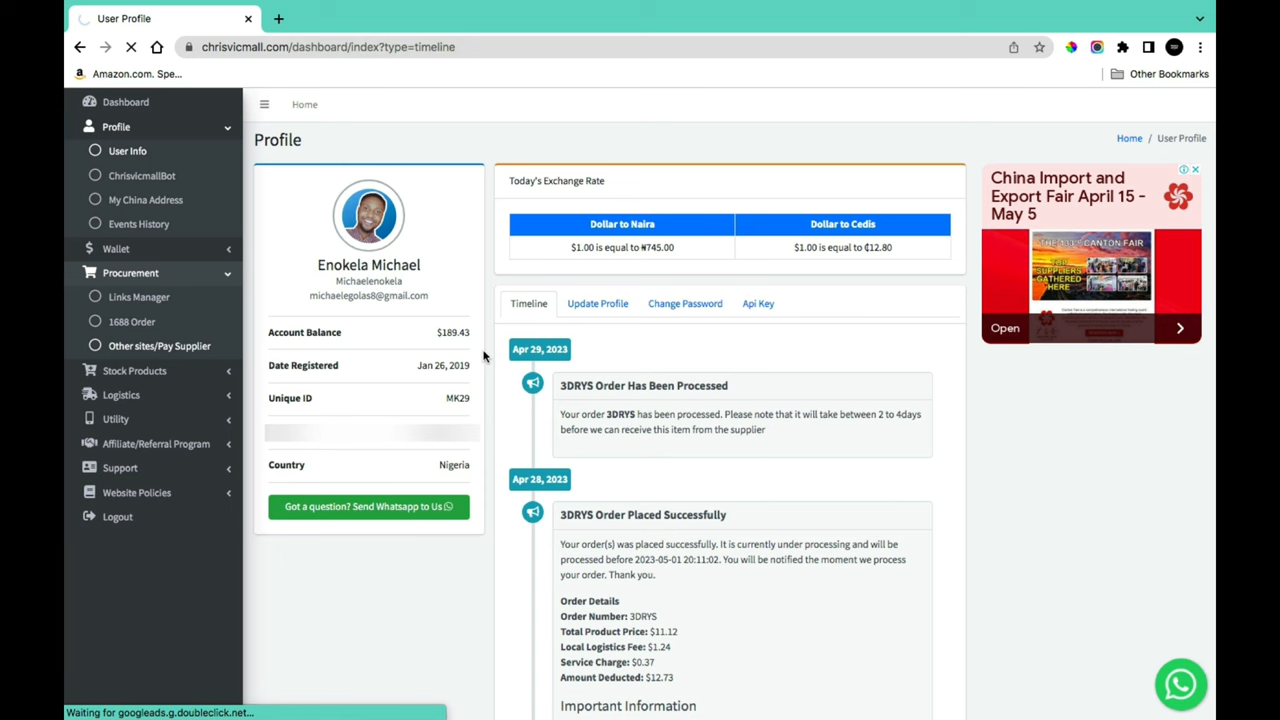 User Profile
chrisvicmall.com/dashboard/index?type=timeline
Amazon.com. Spe...
Other Bookmarks
Dashboard
Profile
User Info
ChrisvicmallBot
My China Address
Events History
Wallet
Procurement
Links Manager
1688 Order
Other sites/Pay Supplier
Stock Products
Logistics
Utility
Affiliate/Referral Program
Support
Website Policies
Logout
Home
Profile
Home / User Profile
Enokela Michael
Michaelenokela
michaelegolas8@gmail.com
Account Balance $189.43
Date Registered Jan 26, 2019
Unique ID MK29
Country Nigeria
Got a question? Send Whatsapp to Us
Today's Exchange Rate
Dollar to Naira Dollar to Cedis
$1.00 is equal to ₦745.00 $1.00 is equal to ₵12.80
Timeline Update Profile Change Password Api Key
Apr 29, 2023
3DRYS Order Has Been Processed
Your order 3DRYS has been processed. Please note that it will take between 2 to 4days
before we can receive this item from the supplier
Apr 28, 2023
3DRYS Order Placed Successfully
Your order(s) was placed successfully. It is currently under processing and will be
processed before 2023-05-01 20:11:02. You will be notified the moment we process
your order. Thank you.
Order Details
Order Number: 3DRYS
Total Product Price: $11.12
Local Logistics Fee: $1.24
Service Charge: $0.37
Amount Deducted: $12.73
Important Information
China Import and
Export Fair April 15 -
May 5
THE 133RD CANTON FAIR
TOP
SUPPLIERS
GATHERED
HERE
Open
Waiting for googleads.g.doubleclick.net...